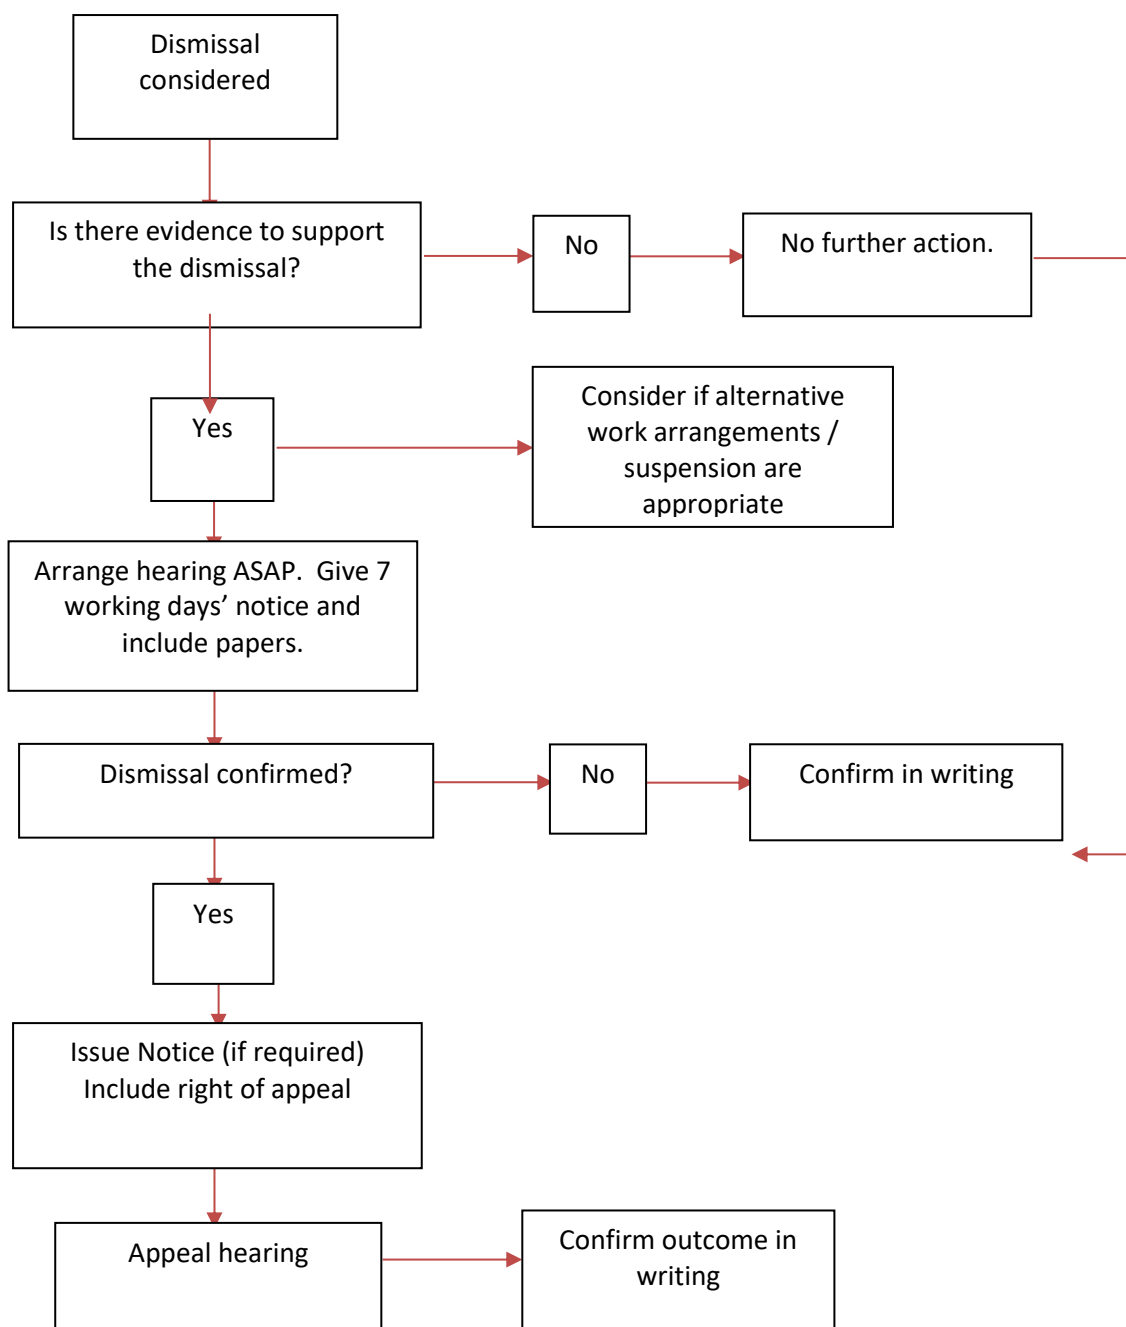 Dismissal
considered
Is there evidence to support
the dismissal?
No
No further action.
Yes
Consider if alternative
work arrangements /
suspension are
appropriate
Arrange hearing ASAP.  Give 7
working days’ notice and
include papers.
Dismissal confirmed?
No
Confirm in writing
Yes
Issue Notice (if required)
Include right of appeal
Appeal hearing
Confirm outcome in
writing